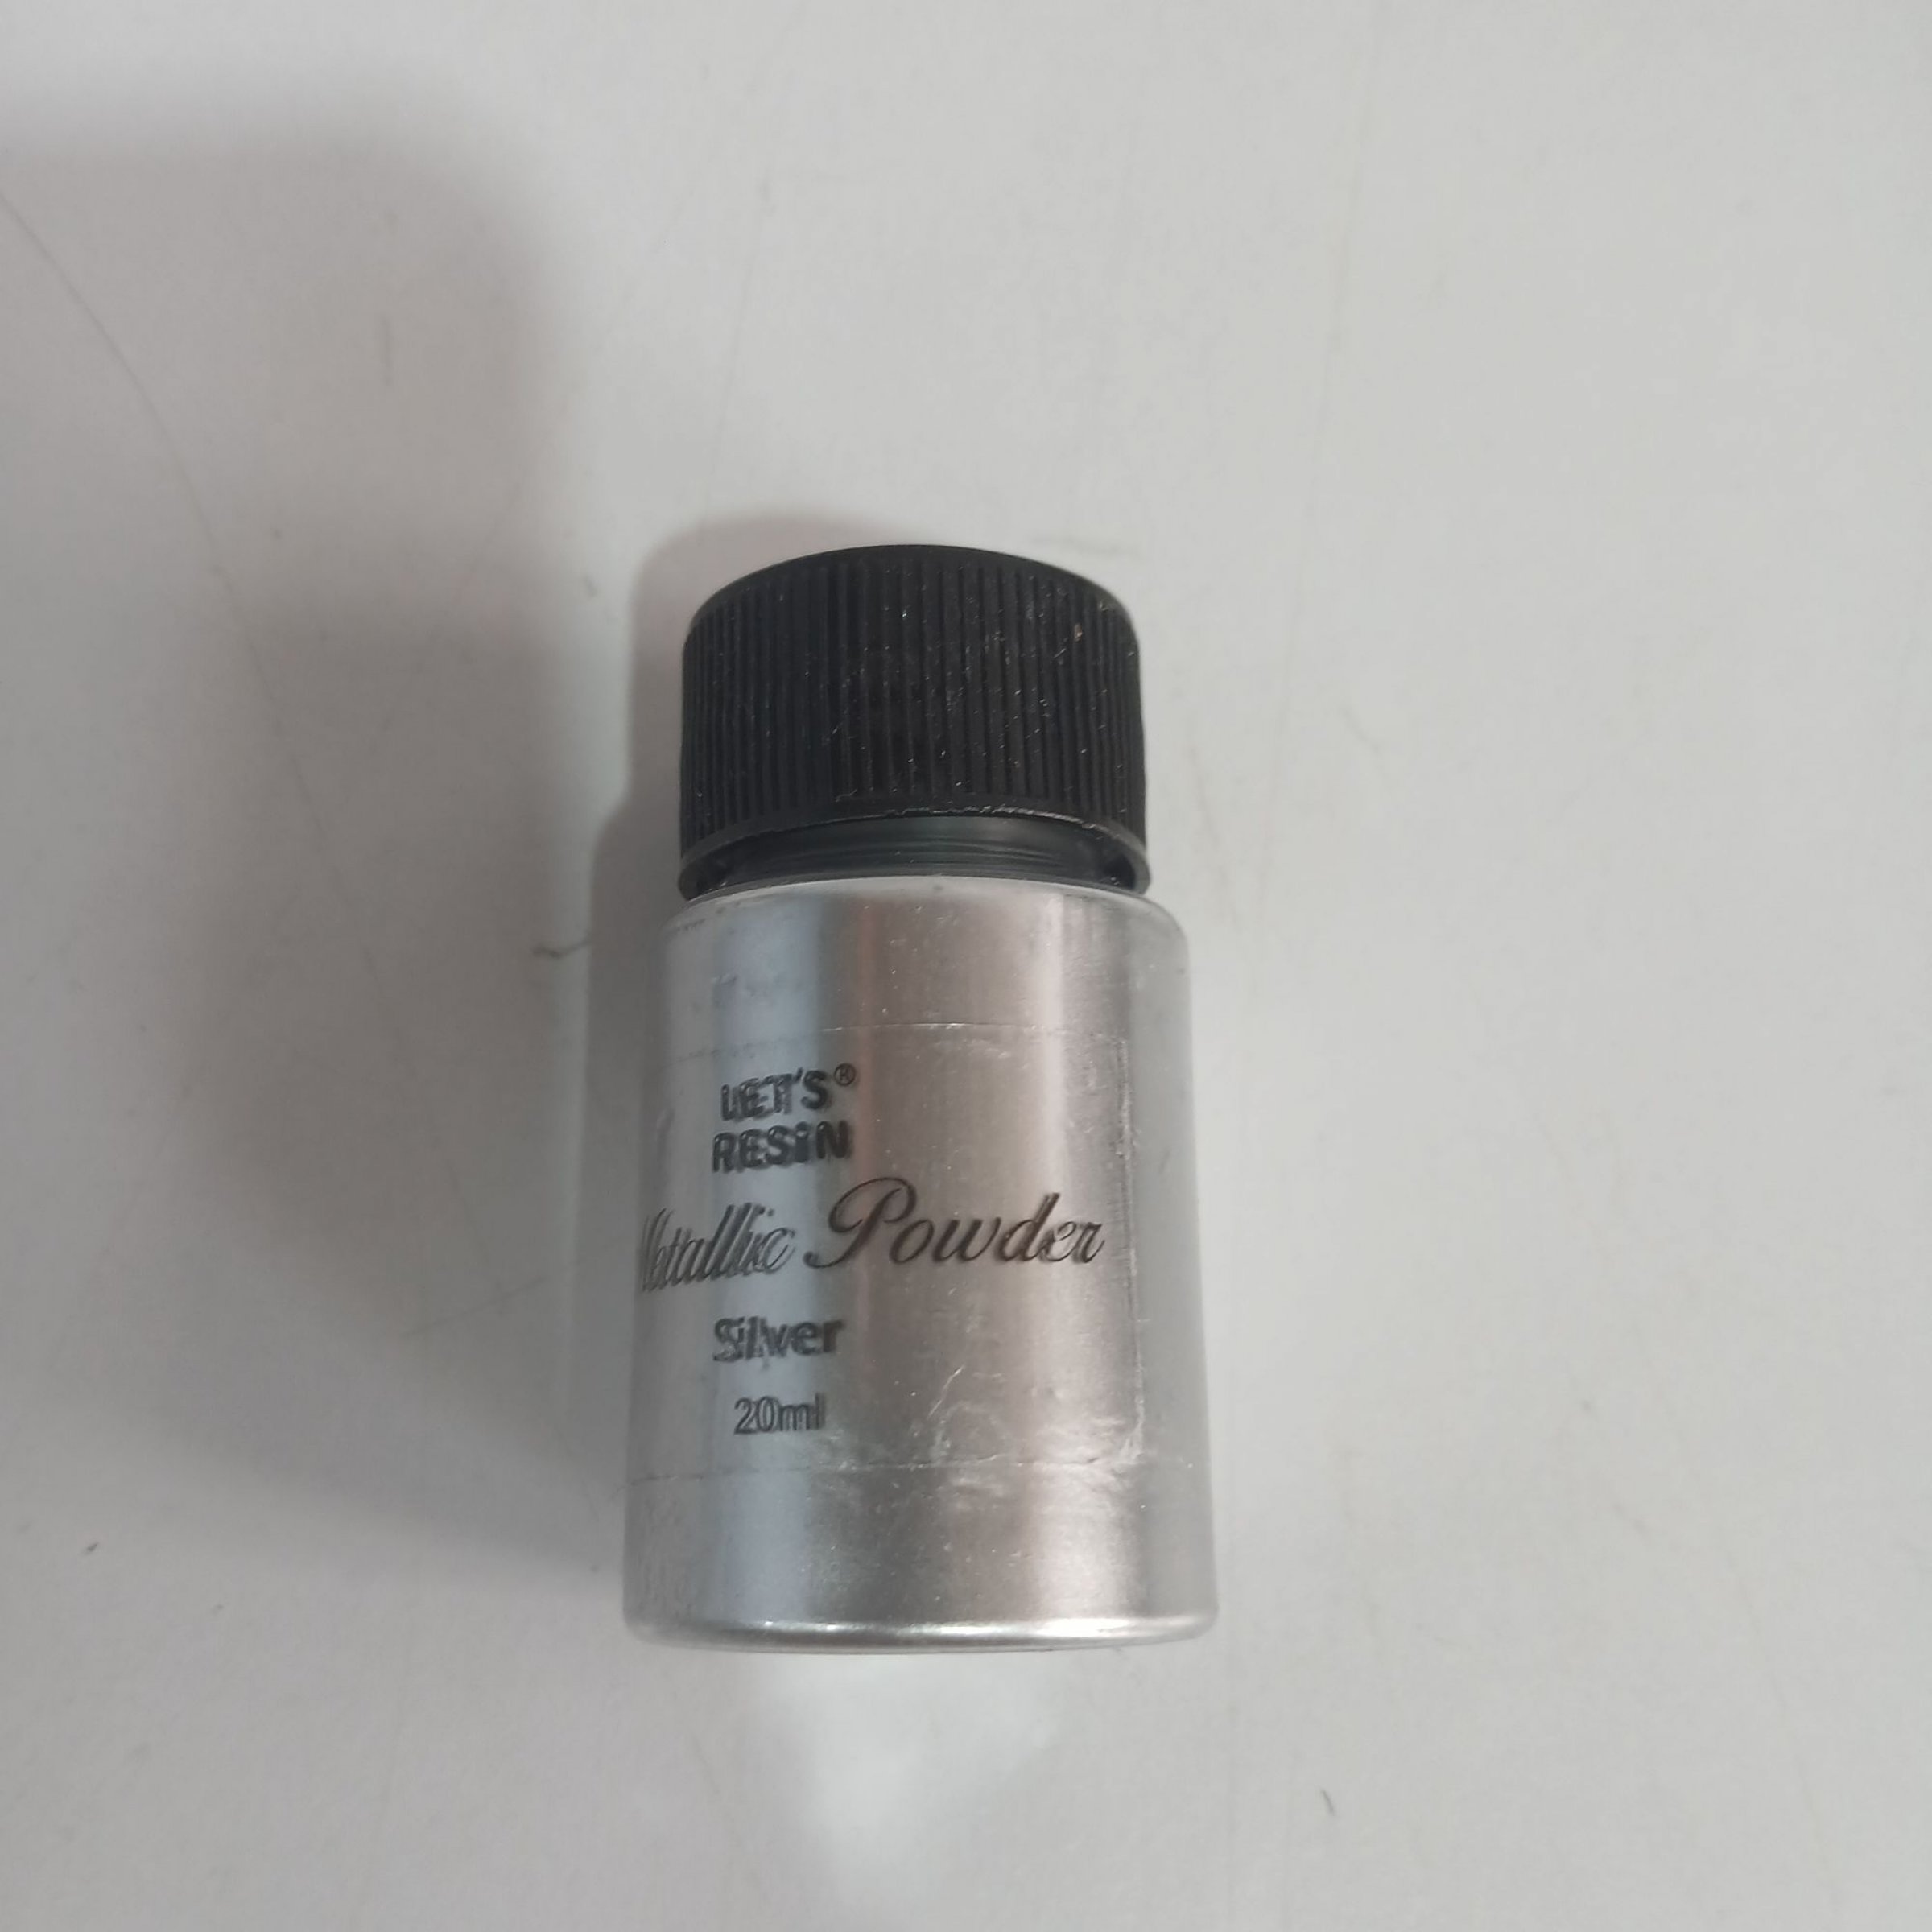 LET'S®
RESIN
Metallic Powder
Silver
20ml